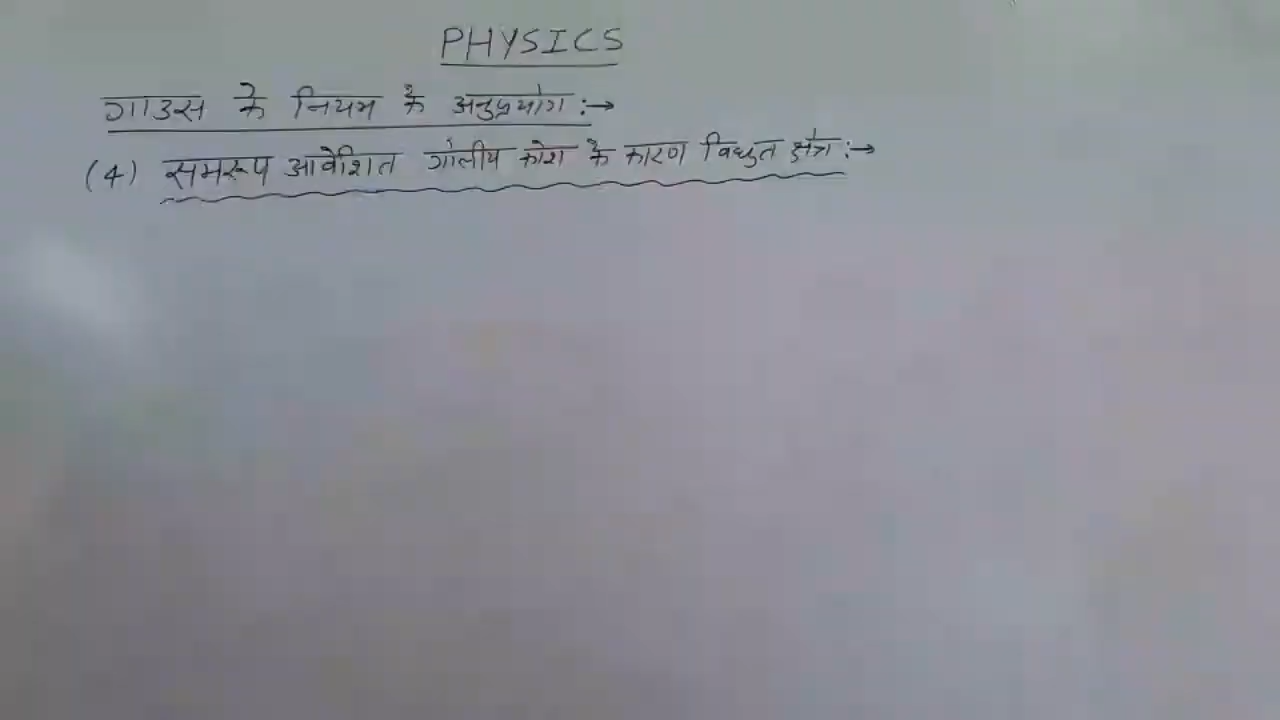 PHYSICS
गाउस के नियम के अनुप्रयोग :→
(4) समरूप आवेशित गोलीय कोश के कारण विद्युत क्षेत्र :→